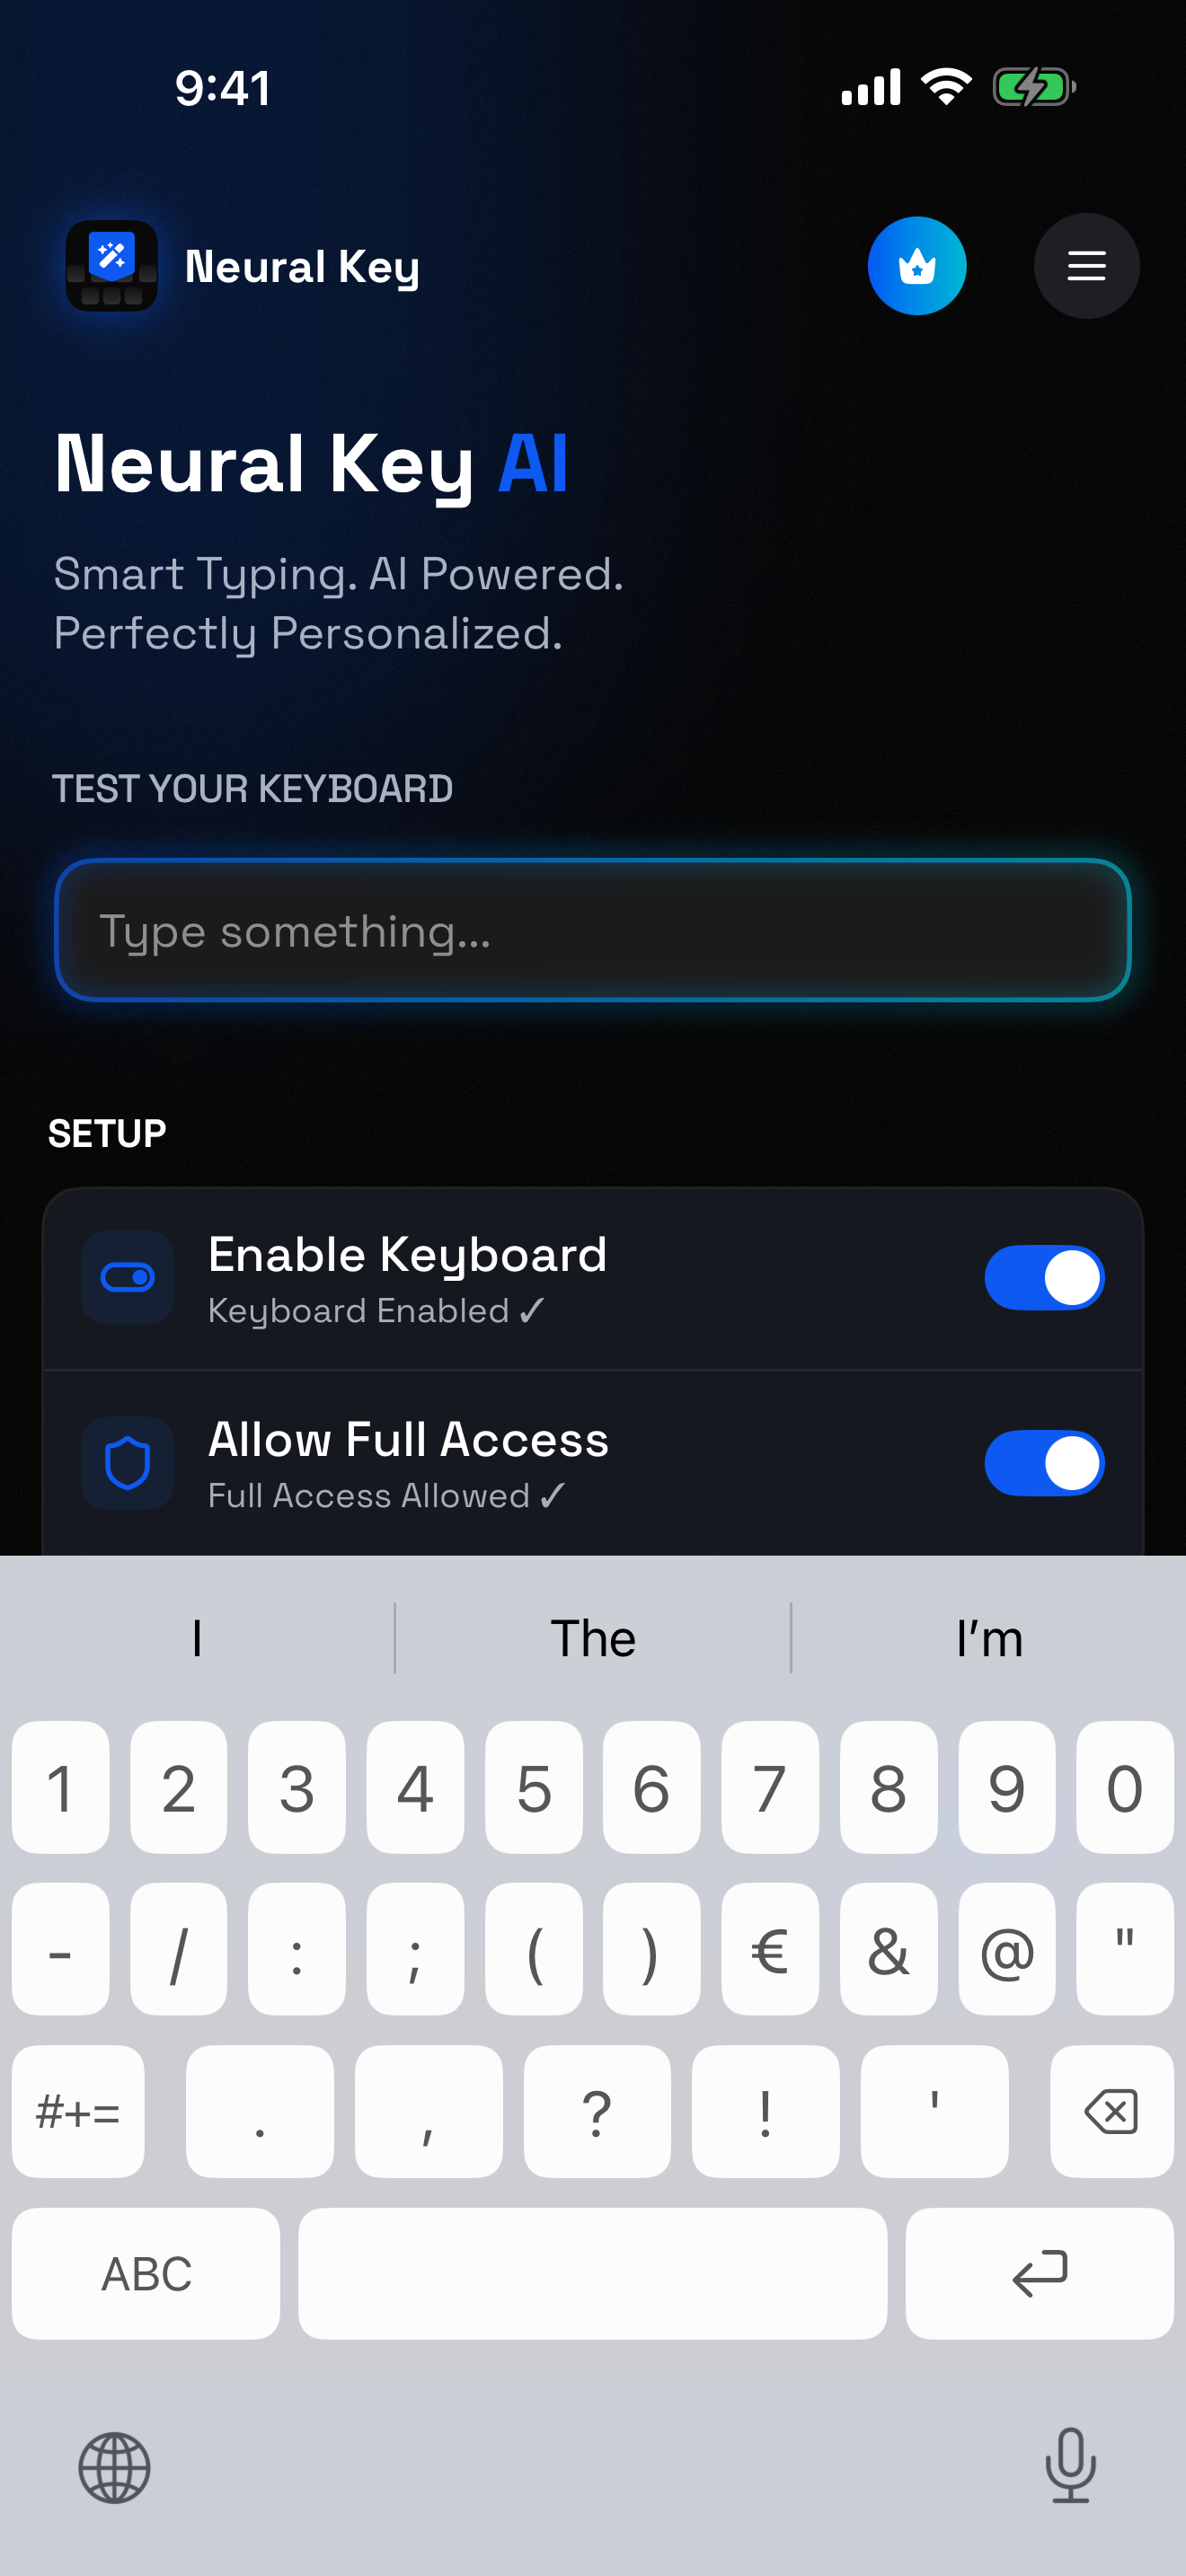 9:41
Neural Key
Neural Key AI
Smart Typing. AI Powered.
Perfectly Personalized.
TEST YOUR KEYBOARD
Type something...
SETUP
Enable Keyboard
Keyboard Enabled ✓
Allow Full Access
Full Access Allowed ✓
I The I’m
1 2 3 4 5 6 7 8 9 0
- / : ; ( ) € & @ "
#+= . , ? ! '
ABC